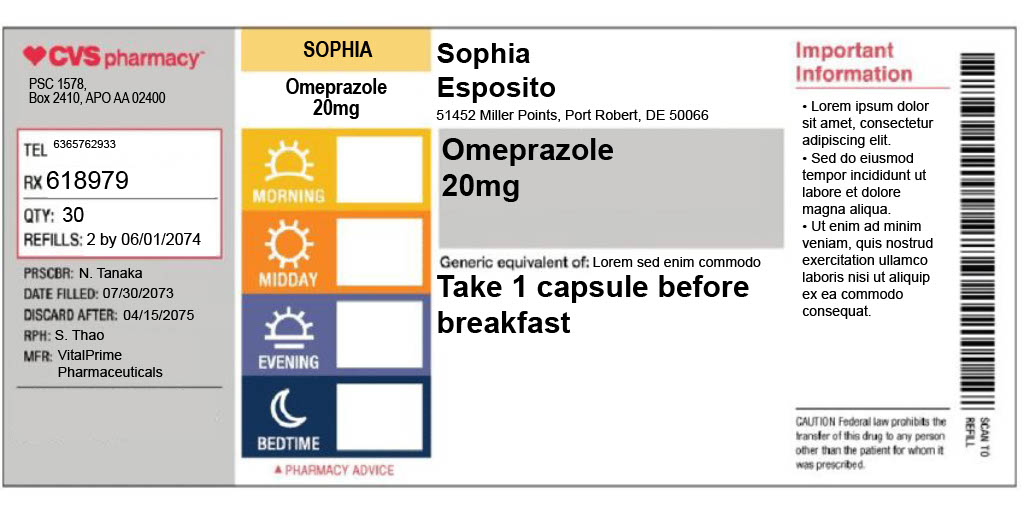 CVS pharmacy
PSC 1578,
Box 2410, APO AA 02400
TEL 6365762933
RX 618979
QTY: 30
REFILLS: 2 by 06/01/2074
PRSCBR: N. Tanaka
DATE FILLED: 07/30/2073
DISCARD AFTER: 04/15/2075
RPH: S. Thao
MFR: VitalPrime
Pharmaceuticals
SOPHIA
Omeprazole
20mg
MORNING
MIDDAY
EVENING
BEDTIME
▲ PHARMACY ADVICE
Sophia
Esposito
51452 Miller Points, Port Robert, DE 50066
Omeprazole
20mg
Generic equivalent of: Lorem sed enim commodo
Take 1 capsule before
breakfast
Important
Information
• Lorem ipsum dolor
sit amet, consectetur
adipiscing elit.
• Sed do eiusmod
tempor incididunt ut
labore et dolore
magna aliqua.
• Ut enim ad minim
veniam, quis nostrud
exercitation ullamco
laboris nisi ut aliquip
ex ea commodo
consequat.
CAUTION Federal law prohibits the
transfer of this drug to any person
other than the patient for whom it
was prescribed.
SCAN TO
REFILL